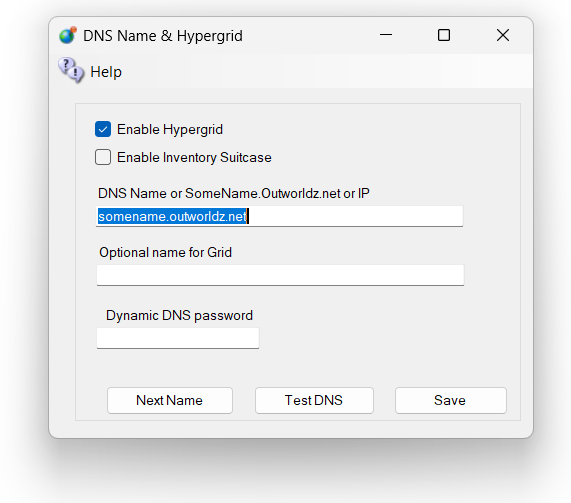 DNS Name & Hypergrid
Help
Enable Hypergrid
Enable Inventory Suitcase
DNS Name or SomeName.Outworldz.net or IP
somename.outworldz.net
Optional name for Grid
Dynamic DNS password
Next Name Test DNS Save